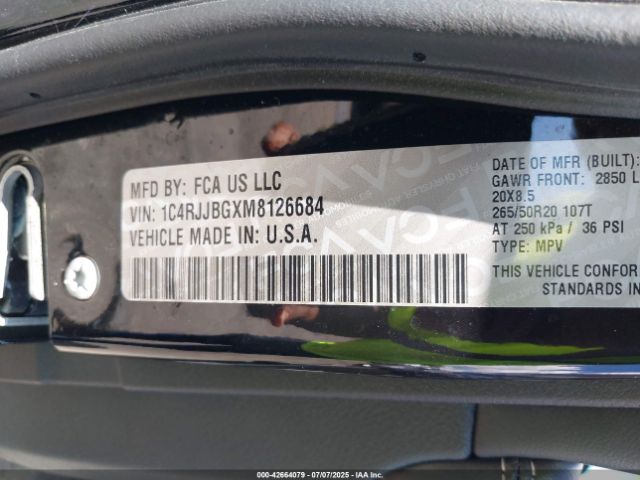 MFD BY: FCA US LLC
VIN: 1C4RJJBGXM8126684
VEHICLE MADE IN: U.S.A.
DATE OF MFR (BUILT):
GAWR FRONT: 2850 L
20X8.5
265/50R20 107T
AT 250 kPa/ 36 PSI
TYPE: MPV
THIS VEHICLE CONFOR
STANDARDS IN
000-42664079 - 07/07/2025 - IAAI.com